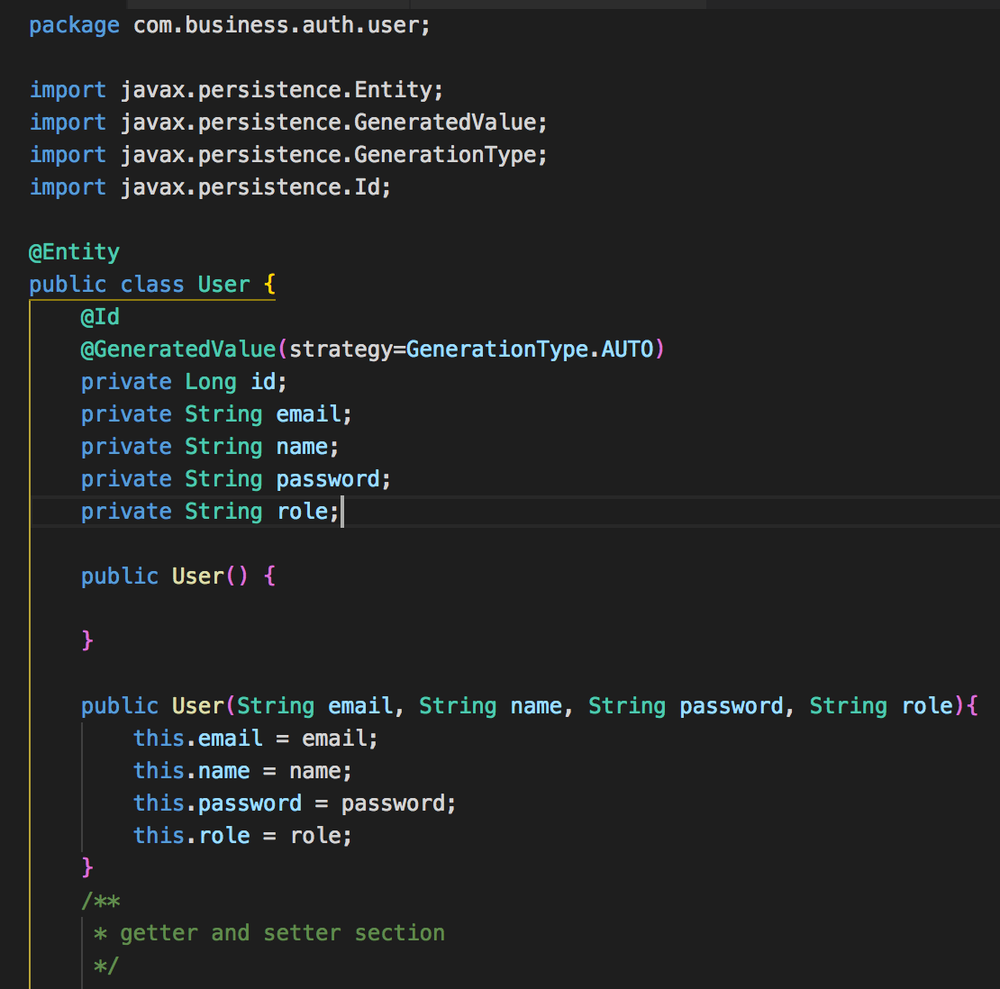 package com.business.auth.user;
import javax.persistence.Entity;
import javax.persistence.GeneratedValue;
import javax.persistence.GenerationType;
import javax.persistence.Id;
@Entity
public class User {
@Id
@GeneratedValue(strategy=GenerationType.AUTO)
private Long id;
private String email;
private String name;
private String password;
private String role;
public User() {
}
public User(String email, String name, String password, String role){
this.email = email;
this.name = name;
this.password = password;
this.role = role;
}
/**
* getter and setter section
*/